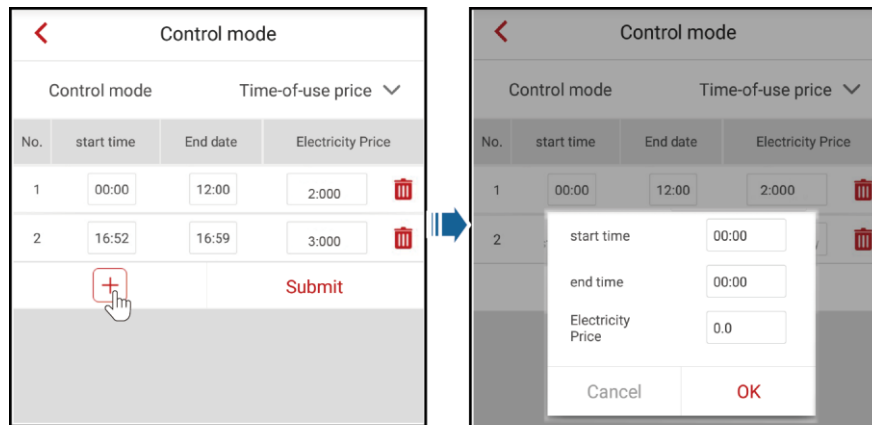 Control mode
Control mode Time-of-use price
No. start time End date Electricity Price
1 00:00 12:00 2:000
2 16:52 16:59 3:000
+ Submit
Control mode
Control mode Time-of-use price
No. start time End date Electricity Price
1 00:00 12:00 2:000
2
start time 00:00
end time 00:00
Electricity
Price 0.0
Cancel OK